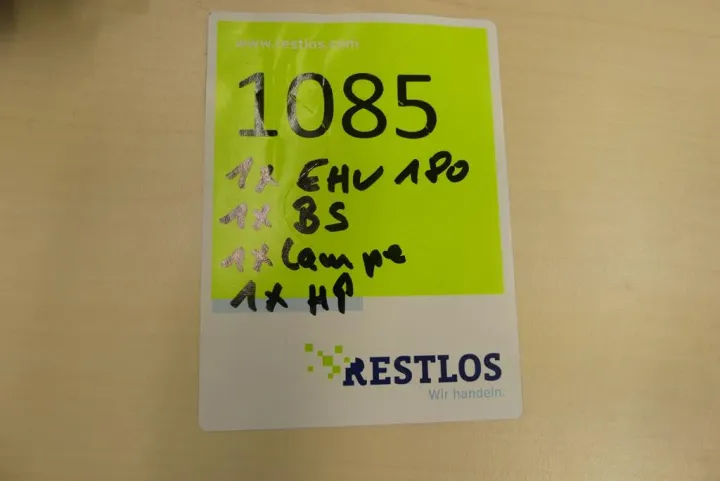 www.restlos.com
1085
1x EHV 180
1x BS
1x Lampe
1x HP
RESTLOS
Wir handeln.